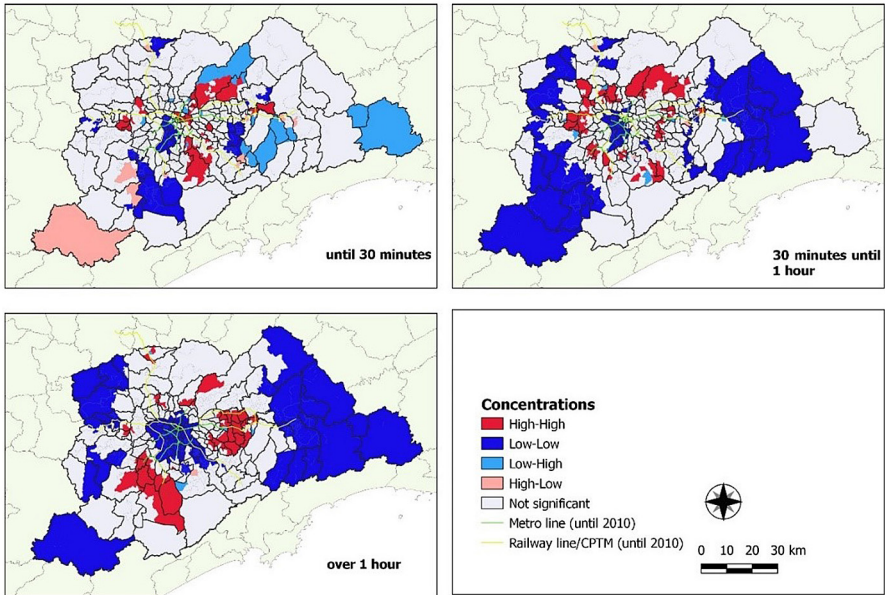 until 30 minutes
30 minutes until
1 hour
over 1 hour
Concentrations
High-High
Low-Low
Low-High
High-Low
Not significant
Metro line (until 2010)
Railway line/CPTM (until 2010)
0 10 20 30 km